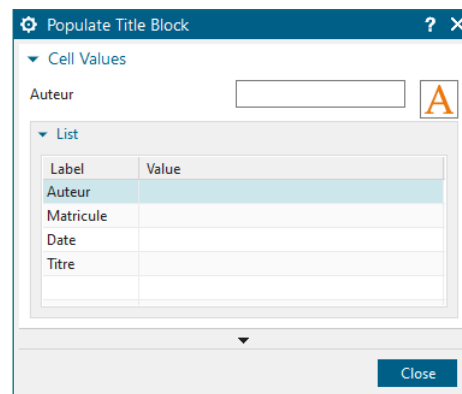 Populate Title Block ? X
Cell Values
Auteur A
List
Label Value
Auteur
Matricule
Date
Titre
Close